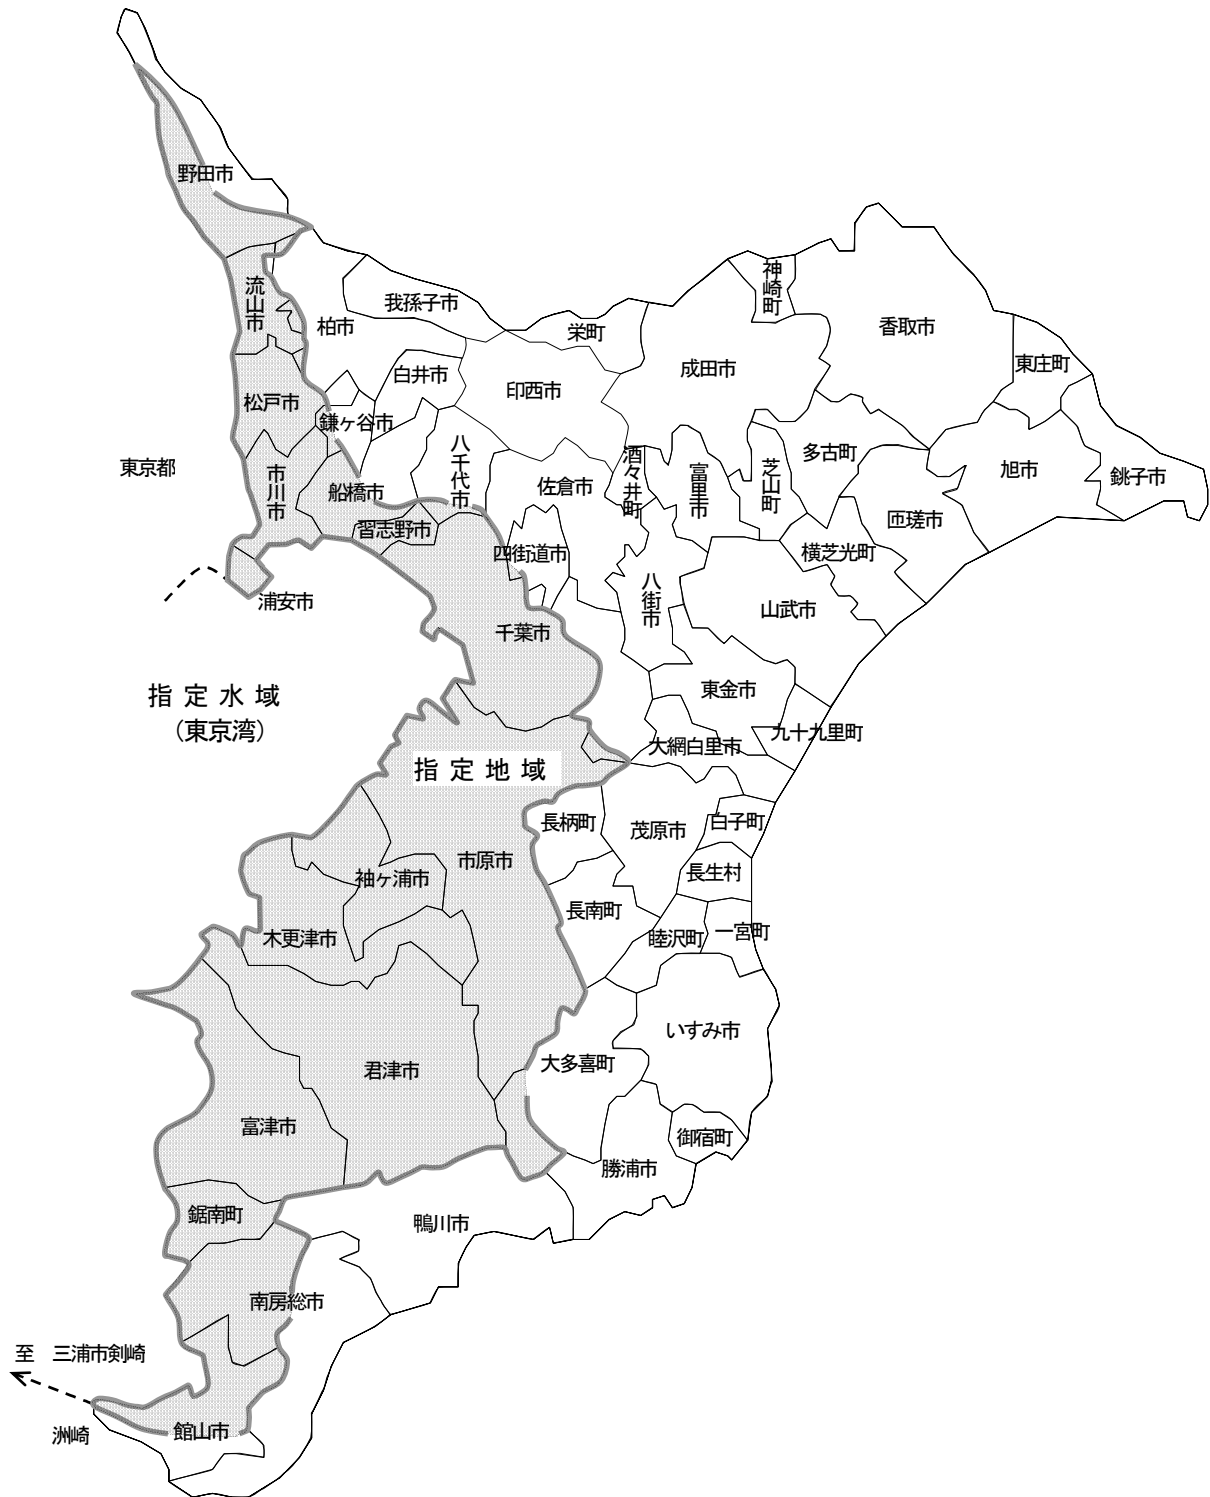 野田市
流山市
柏市
我孫子市
栄町
神崎町
香取市
東庄町
成田市
白井市
印西市
松戸市
鎌ヶ谷市
八千代市
酒々井町
富里市
芝山町
多古町
旭市
銚子市
東京都
市川市
船橋市
佐倉市
匝瑳市
習志野市
四街道市
横芝光町
浦安市
八街市
山武市
千葉市
指定水域
（東京湾）
東金市
九十九里町
大網白里市
指定地域
長柄町
茂原市
白子町
市原市
袖ヶ浦市
長生村
長南町
木更津市
睦沢町
一宮町
いすみ市
大多喜町
君津市
富津市
御宿町
勝浦市
鋸南町
鴨川市
南房総市
至　三浦市剣崎
館山市
洲崎